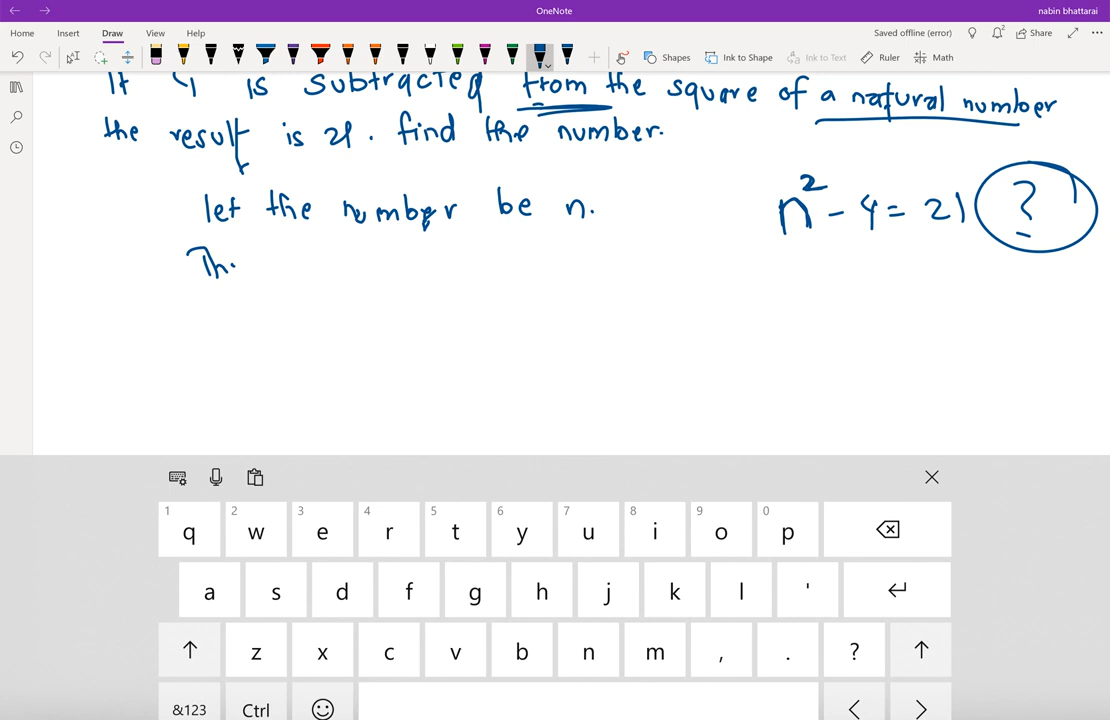 OneNote
nabin bhattarai
Home Insert Draw View Help
Saved offline (error)
Share
Shapes
Ink to Shape
Ink to Text
Ruler
Math
If 4 is subtracted from the square of a natural number
the result is 21. find the number.
let the number be n.
n² - 4 = 21 ?
Th.
1 2 3 4 5 6 7 8 9 0
q w e r t y u i o p
a s d f g h j k l '
z x c v b n m , . ?
&123 Ctrl